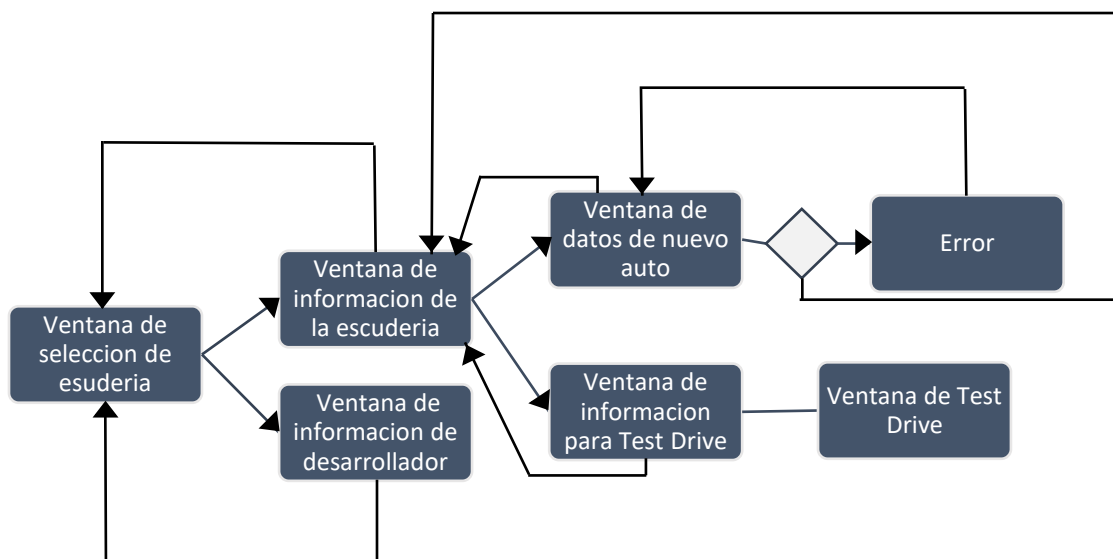 Ventana de
seleccion de
esuderia
Ventana de
informacion de
la escuderia
Ventana de
informacion de
desarrollador
Ventana de
datos de nuevo
auto
Ventana de
informacion
para Test Drive
Error
Ventana de Test
Drive